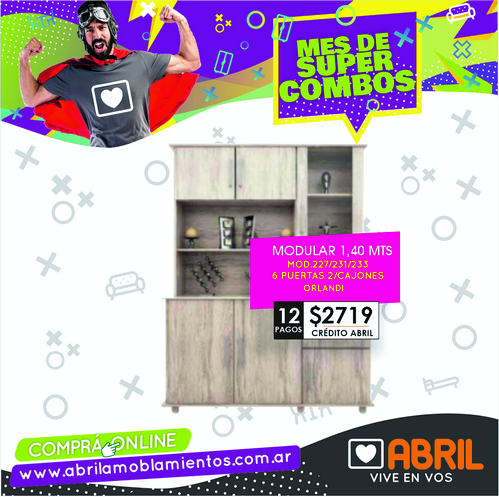 MES DE
SUPER
COMBOS
MODULAR 1,40 MTS
MOD.227/231/233
6 PUERTAS 2/CAJONES
ORLANDI
12 PAGOS
$2719
CRÉDITO ABRIL
COMPRÁ ONLINE
www.abrilamoblamientos.com.ar
ABRIL
VIVE EN VOS